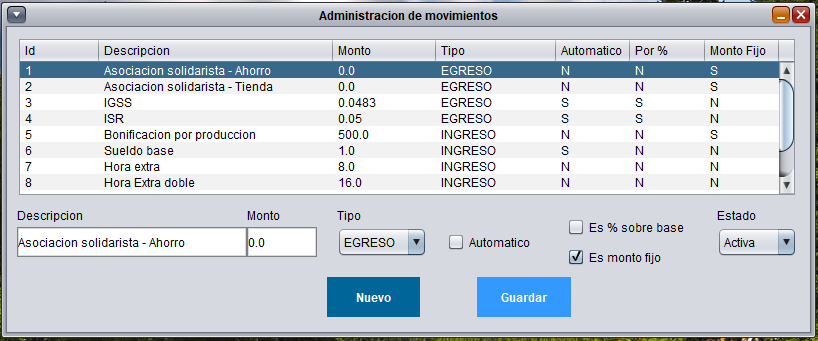 Administracion de movimientos
Id Descripcion Monto Tipo Automatico Por % Monto Fijo
1 Asociacion solidarista - Ahorro 0.0 EGRESO N N S
2 Asociacion solidarista - Tienda 0.0 EGRESO N N S
3 IGSS 0.0483 EGRESO S S N
4 ISR 0.05 EGRESO S S N
5 Bonificacion por produccion 500.0 INGRESO N N S
6 Sueldo base 1.0 INGRESO S N N
7 Hora extra 8.0 INGRESO N N N
8 Hora Extra doble 16.0 INGRESO N N N
Descripcion Monto Tipo Estado
Asociacion solidarista - Ahorro 0.0 EGRESO Automatico Es % sobre base Activa
Es monto fijo
Nuevo Guardar